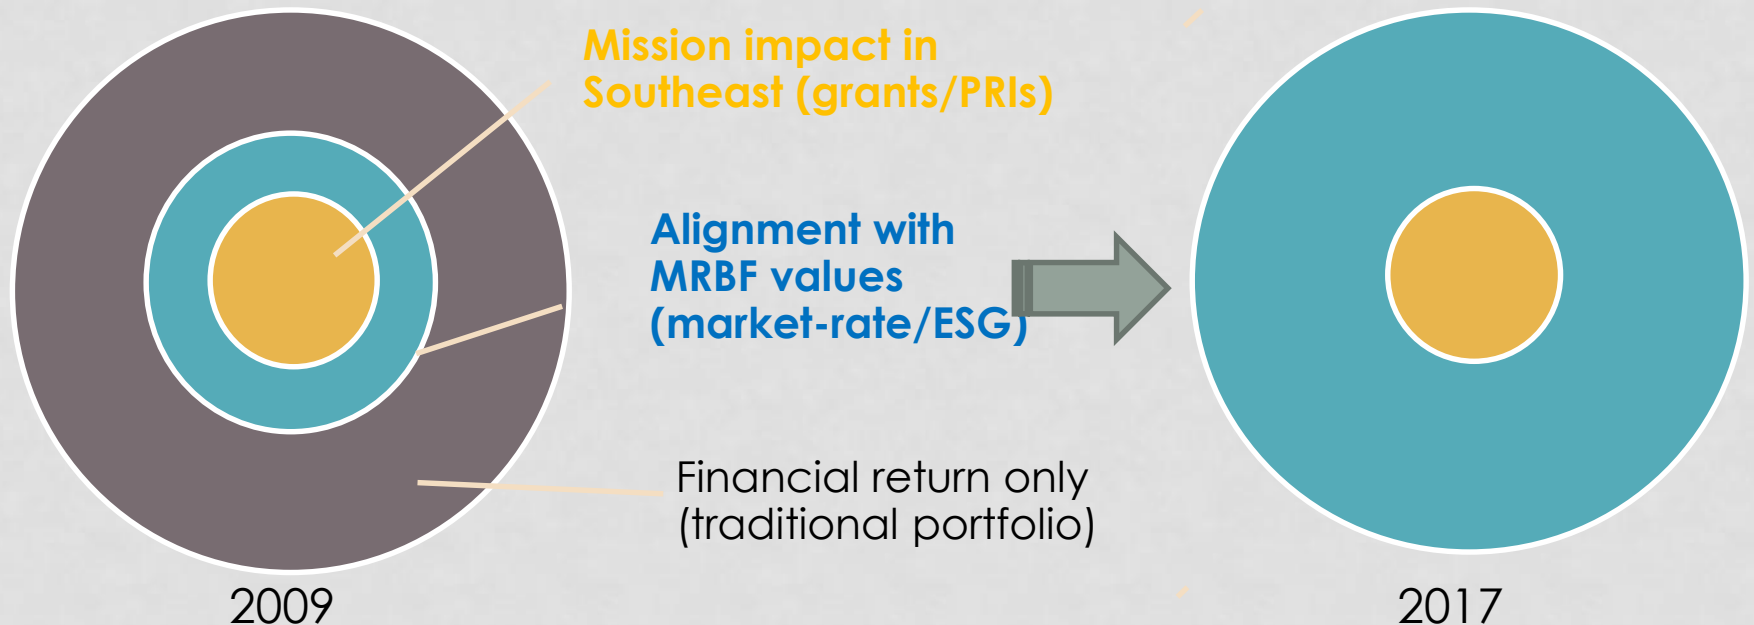 Mission impact in
Southeast (grants/PRIs)
Alignment with
MRBF values
(market-rate/ESG)
Financial return only
(traditional portfolio)
2009
2017